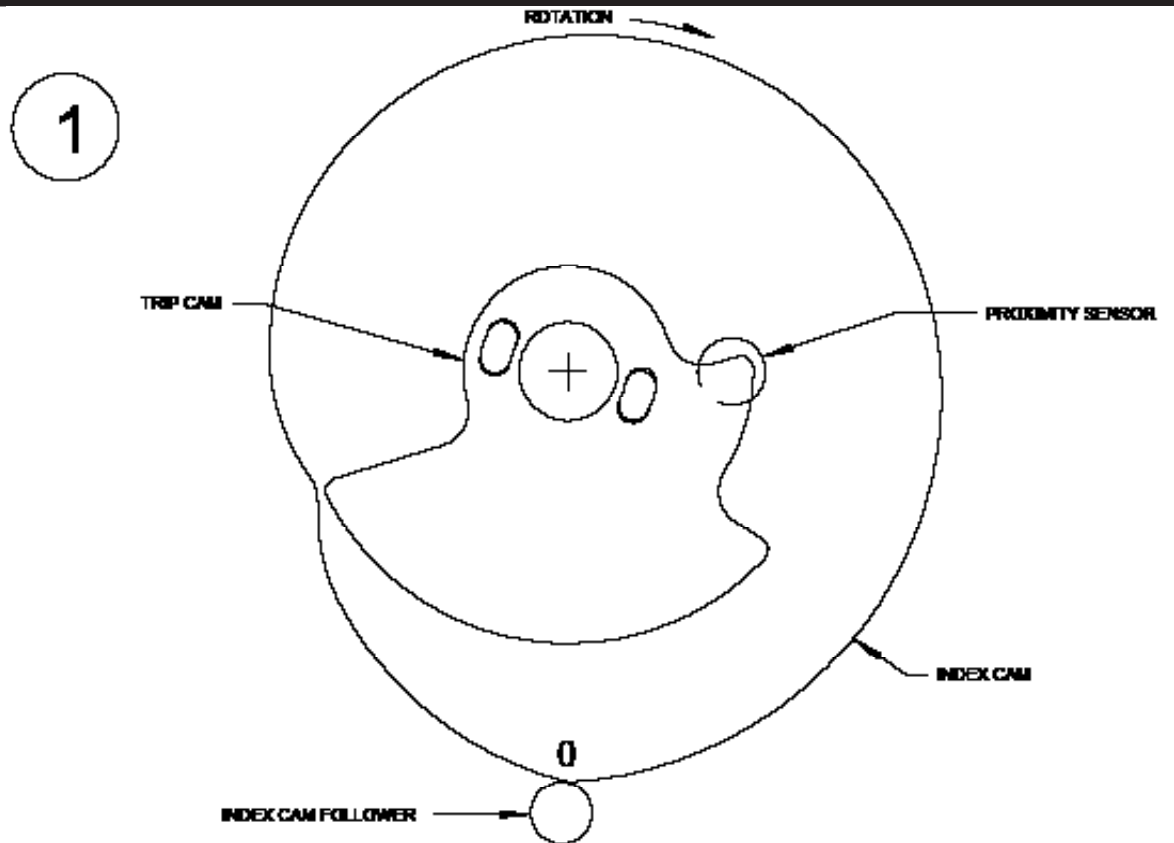 ROTATION
1
TRIP CAM
PROXIMITY SENSOR
INDEX CAM
0
INDEX CAM FOLLOWER